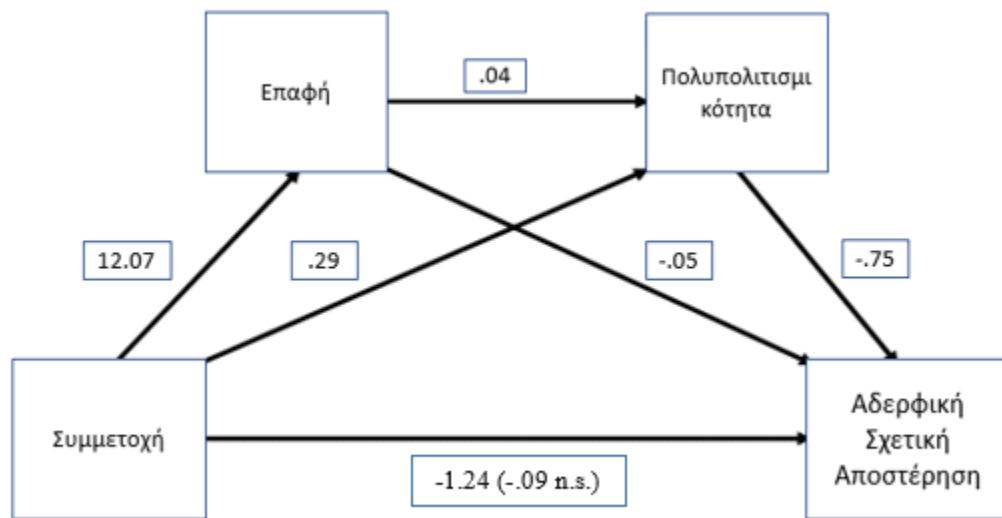 Επαφή
.04
Πολυπολιτισμι
κότητα
12.07
.29
-.05
-.75
Συμμετοχή
-1.24 (-.09 n.s.)
Αδερφική
Σχετική
Αποστέρηση